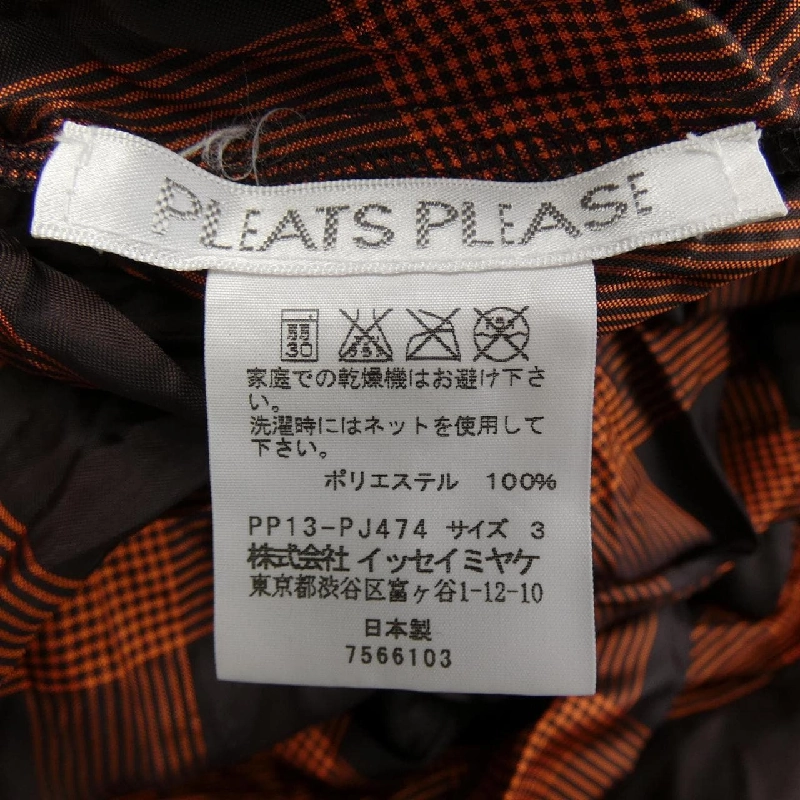 PLEATS PLEASE
弱
30
家庭での乾燥機はお避け下さ
い。
洗濯時にはネットを使用して
下さい。
ポリエステル 100%
PP13-PJ474 サイズ 3
株式会社 イッセイミヤケ
東京都渋谷区富ヶ谷1-12-10
日本製
7566103